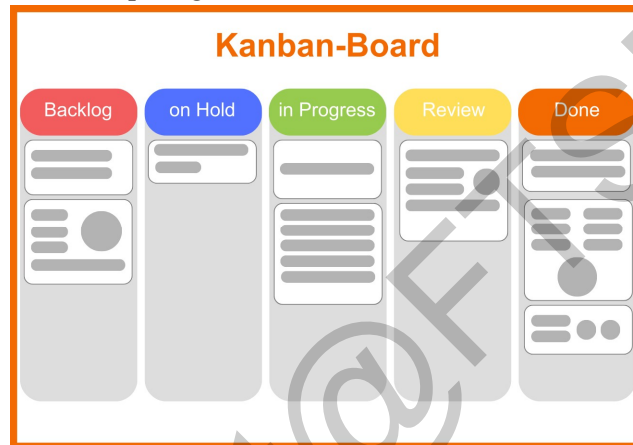 Kanban-Board
Backlog
on Hold
in Progress
Review
Done